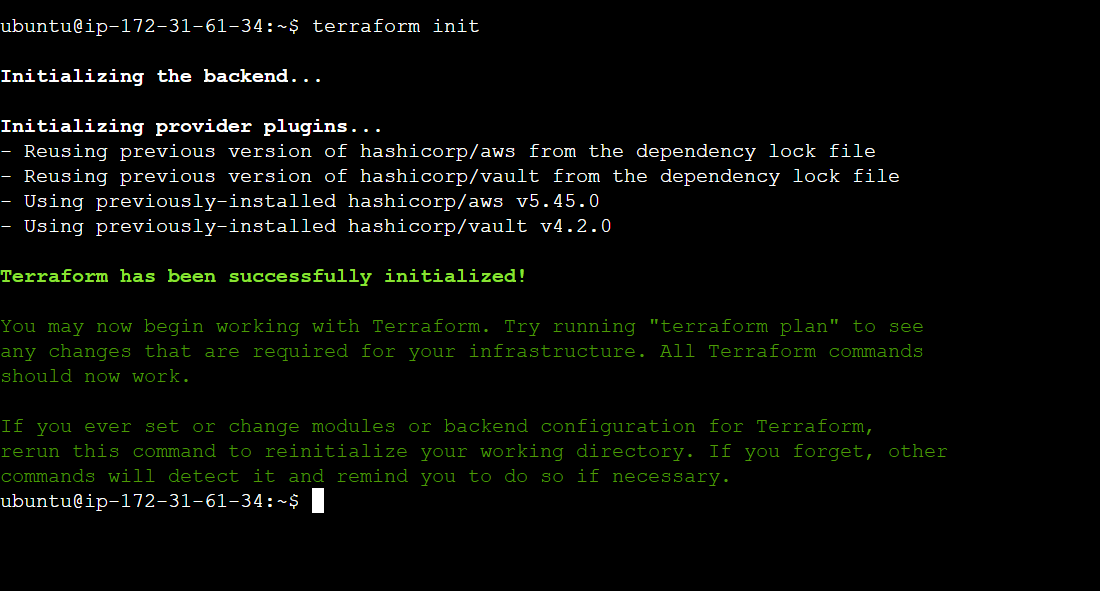 ubuntu@ip-172-31-61-34:~$ terraform init
Initializing the backend...
Initializing provider plugins...
- Reusing previous version of hashicorp/aws from the dependency lock file
- Reusing previous version of hashicorp/vault from the dependency lock file
- Using previously-installed hashicorp/aws v5.45.0
- Using previously-installed hashicorp/vault v4.2.0
Terraform has been successfully initialized!
You may now begin working with Terraform. Try running "terraform plan" to see
any changes that are required for your infrastructure. All Terraform commands
should now work.
If you ever set or change modules or backend configuration for Terraform,
rerun this command to reinitialize your working directory. If you forget, other
commands will detect it and remind you to do so if necessary.
ubuntu@ip-172-31-61-34:~$